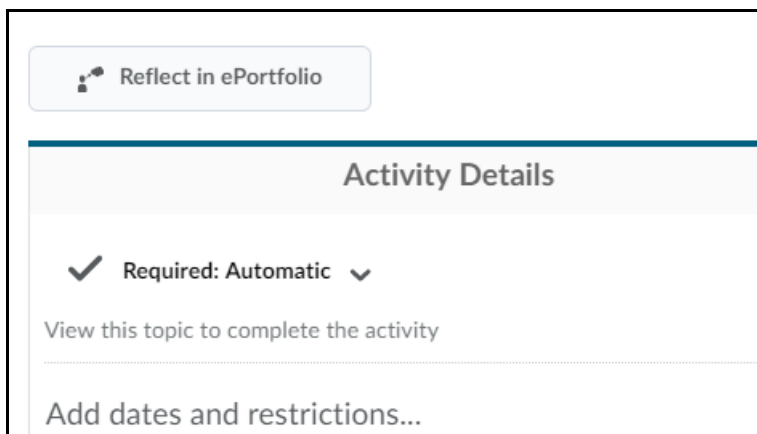 Reflect in ePortfolio
Activity Details
Required: Automatic
View this topic to complete the activity
Add dates and restrictions...